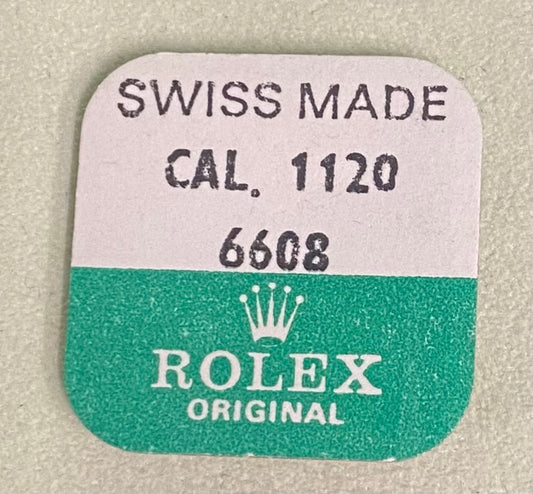 SWISS MADE
CAL. 1120
6608
ROLEX
ORIGINAL